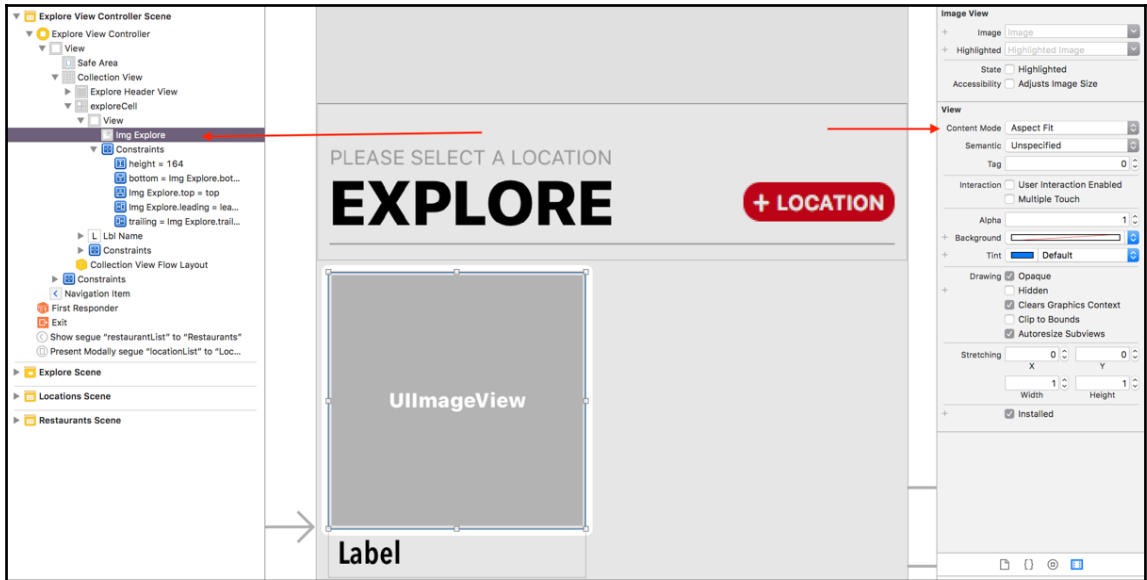 Explore View Controller Scene
Explore View Controller
View
Safe Area
Collection View
Explore Header View
exploreCell
View
Img Explore
Constraints
height = 164
bottom = Img Explore.bot...
Img Explore.top = top
Img Explore.leading = lea...
trailing = Img Explore.trail...
L Lbl Name
Constraints
Collection View Flow Layout
Constraints
Navigation Item
First Responder
Exit
Show segue "restaurantList" to "Restaurants"
Present Modally segue "locationList" to "Loc...
Explore Scene
Locations Scene
Restaurants Scene
PLEASE SELECT A LOCATION
EXPLORE
+ LOCATION
UIImageView
Label
Image View
+ Image Image
+ Highlighted Highlighted Image
State Highlighted
Accessibility Adjusts Image Size
View
Content Mode Aspect Fit
Semantic Unspecified
Tag 0
Interaction User Interaction Enabled
Multiple Touch
Alpha 1
+ Background
+ Tint Default
Drawing Opaque
+ Hidden
Clears Graphics Context
Clip to Bounds
Autoresize Subviews
Stretching 0 0
X Y
1 1
Width Height
+ Installed